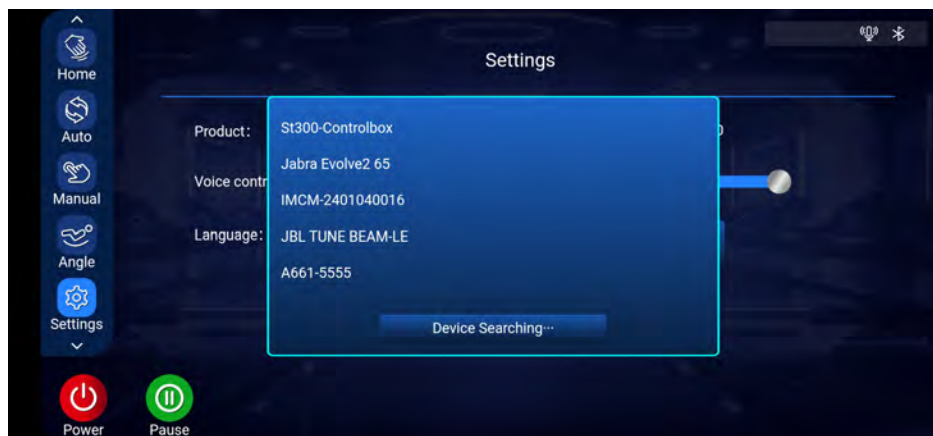 Home
Auto
Manual
Angle
Settings
Power
Pause
Settings
Product:
Voice contr
Language:
St300-Controlbox
Jabra Evolve2 65
IMCM-2401040016
JBL TUNE BEAM-LE
A661-5555
Device Searching···